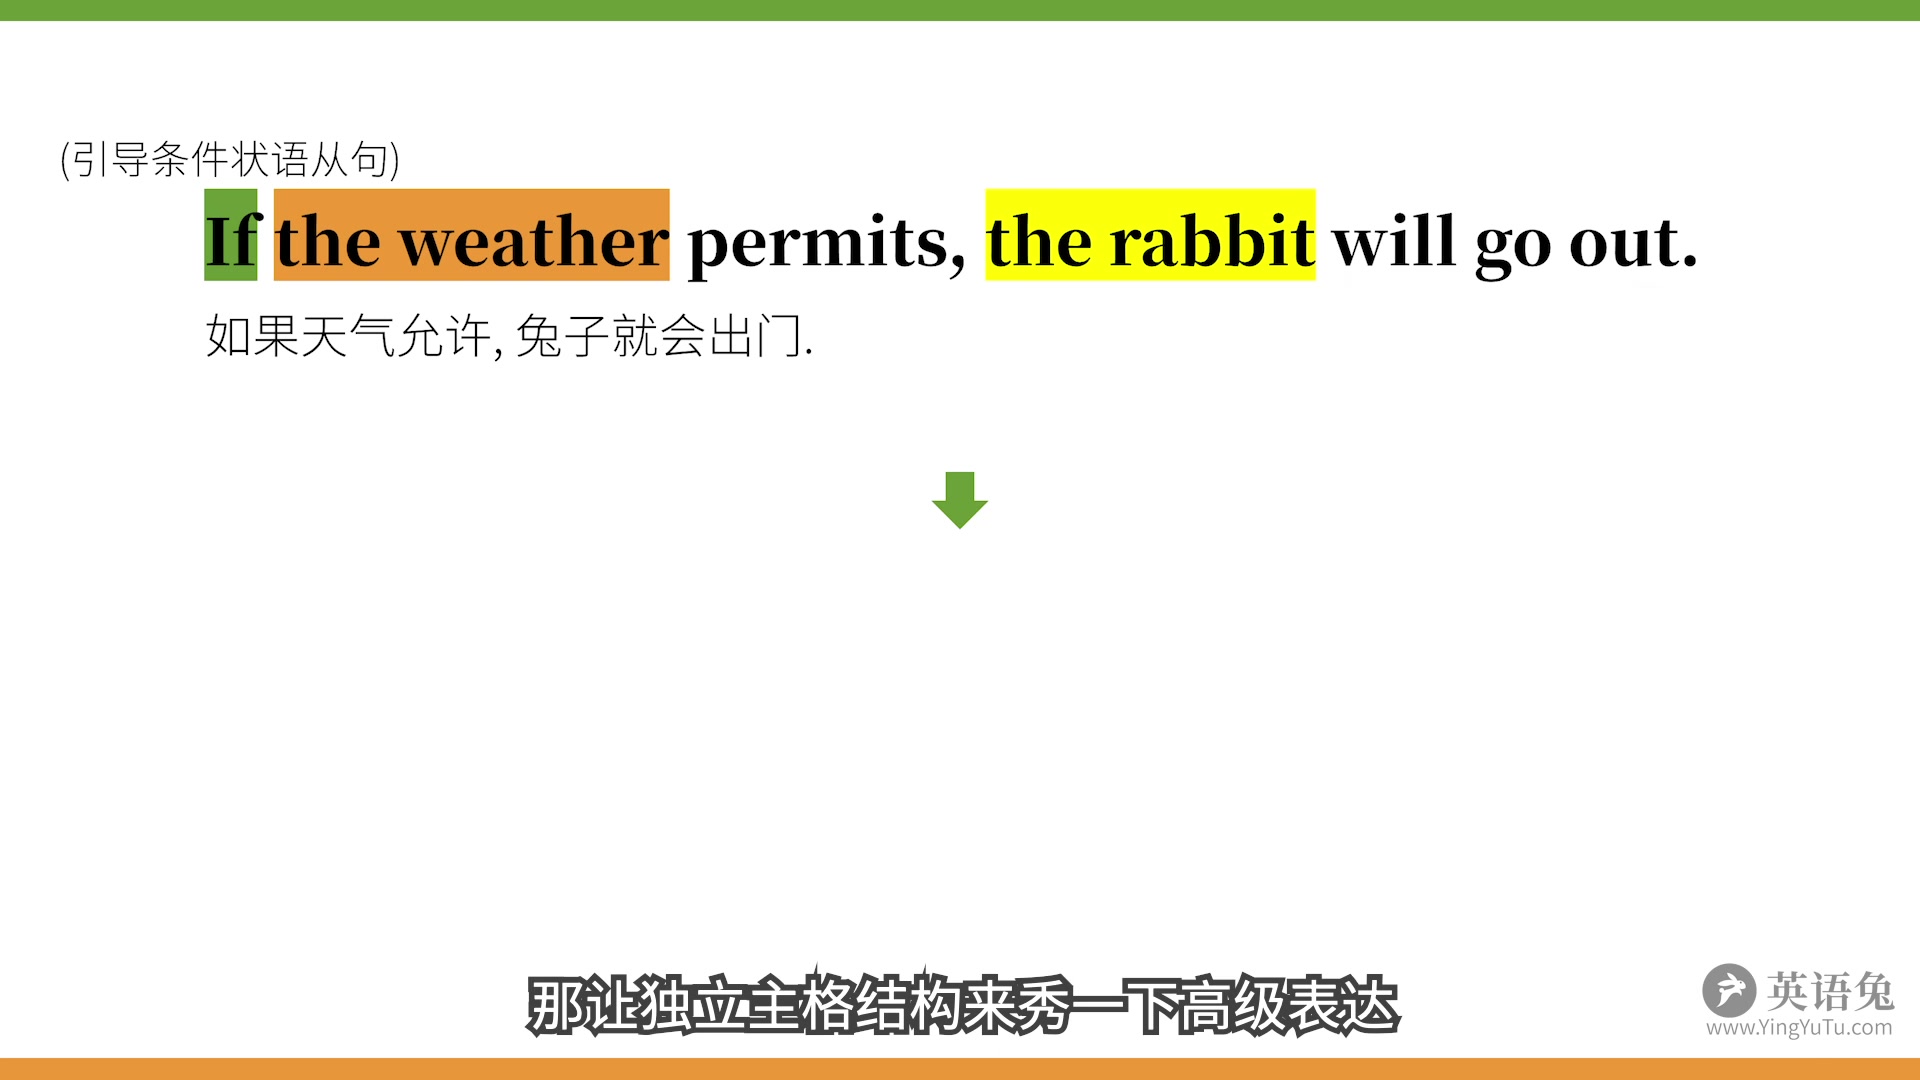 (引导条件状语从句)
If the weather permits, the rabbit will go out.
如果天气允许, 兔子就会出门.
那让独立主格结构来秀一下高级表达
英语兔
www.YingYuTu.com